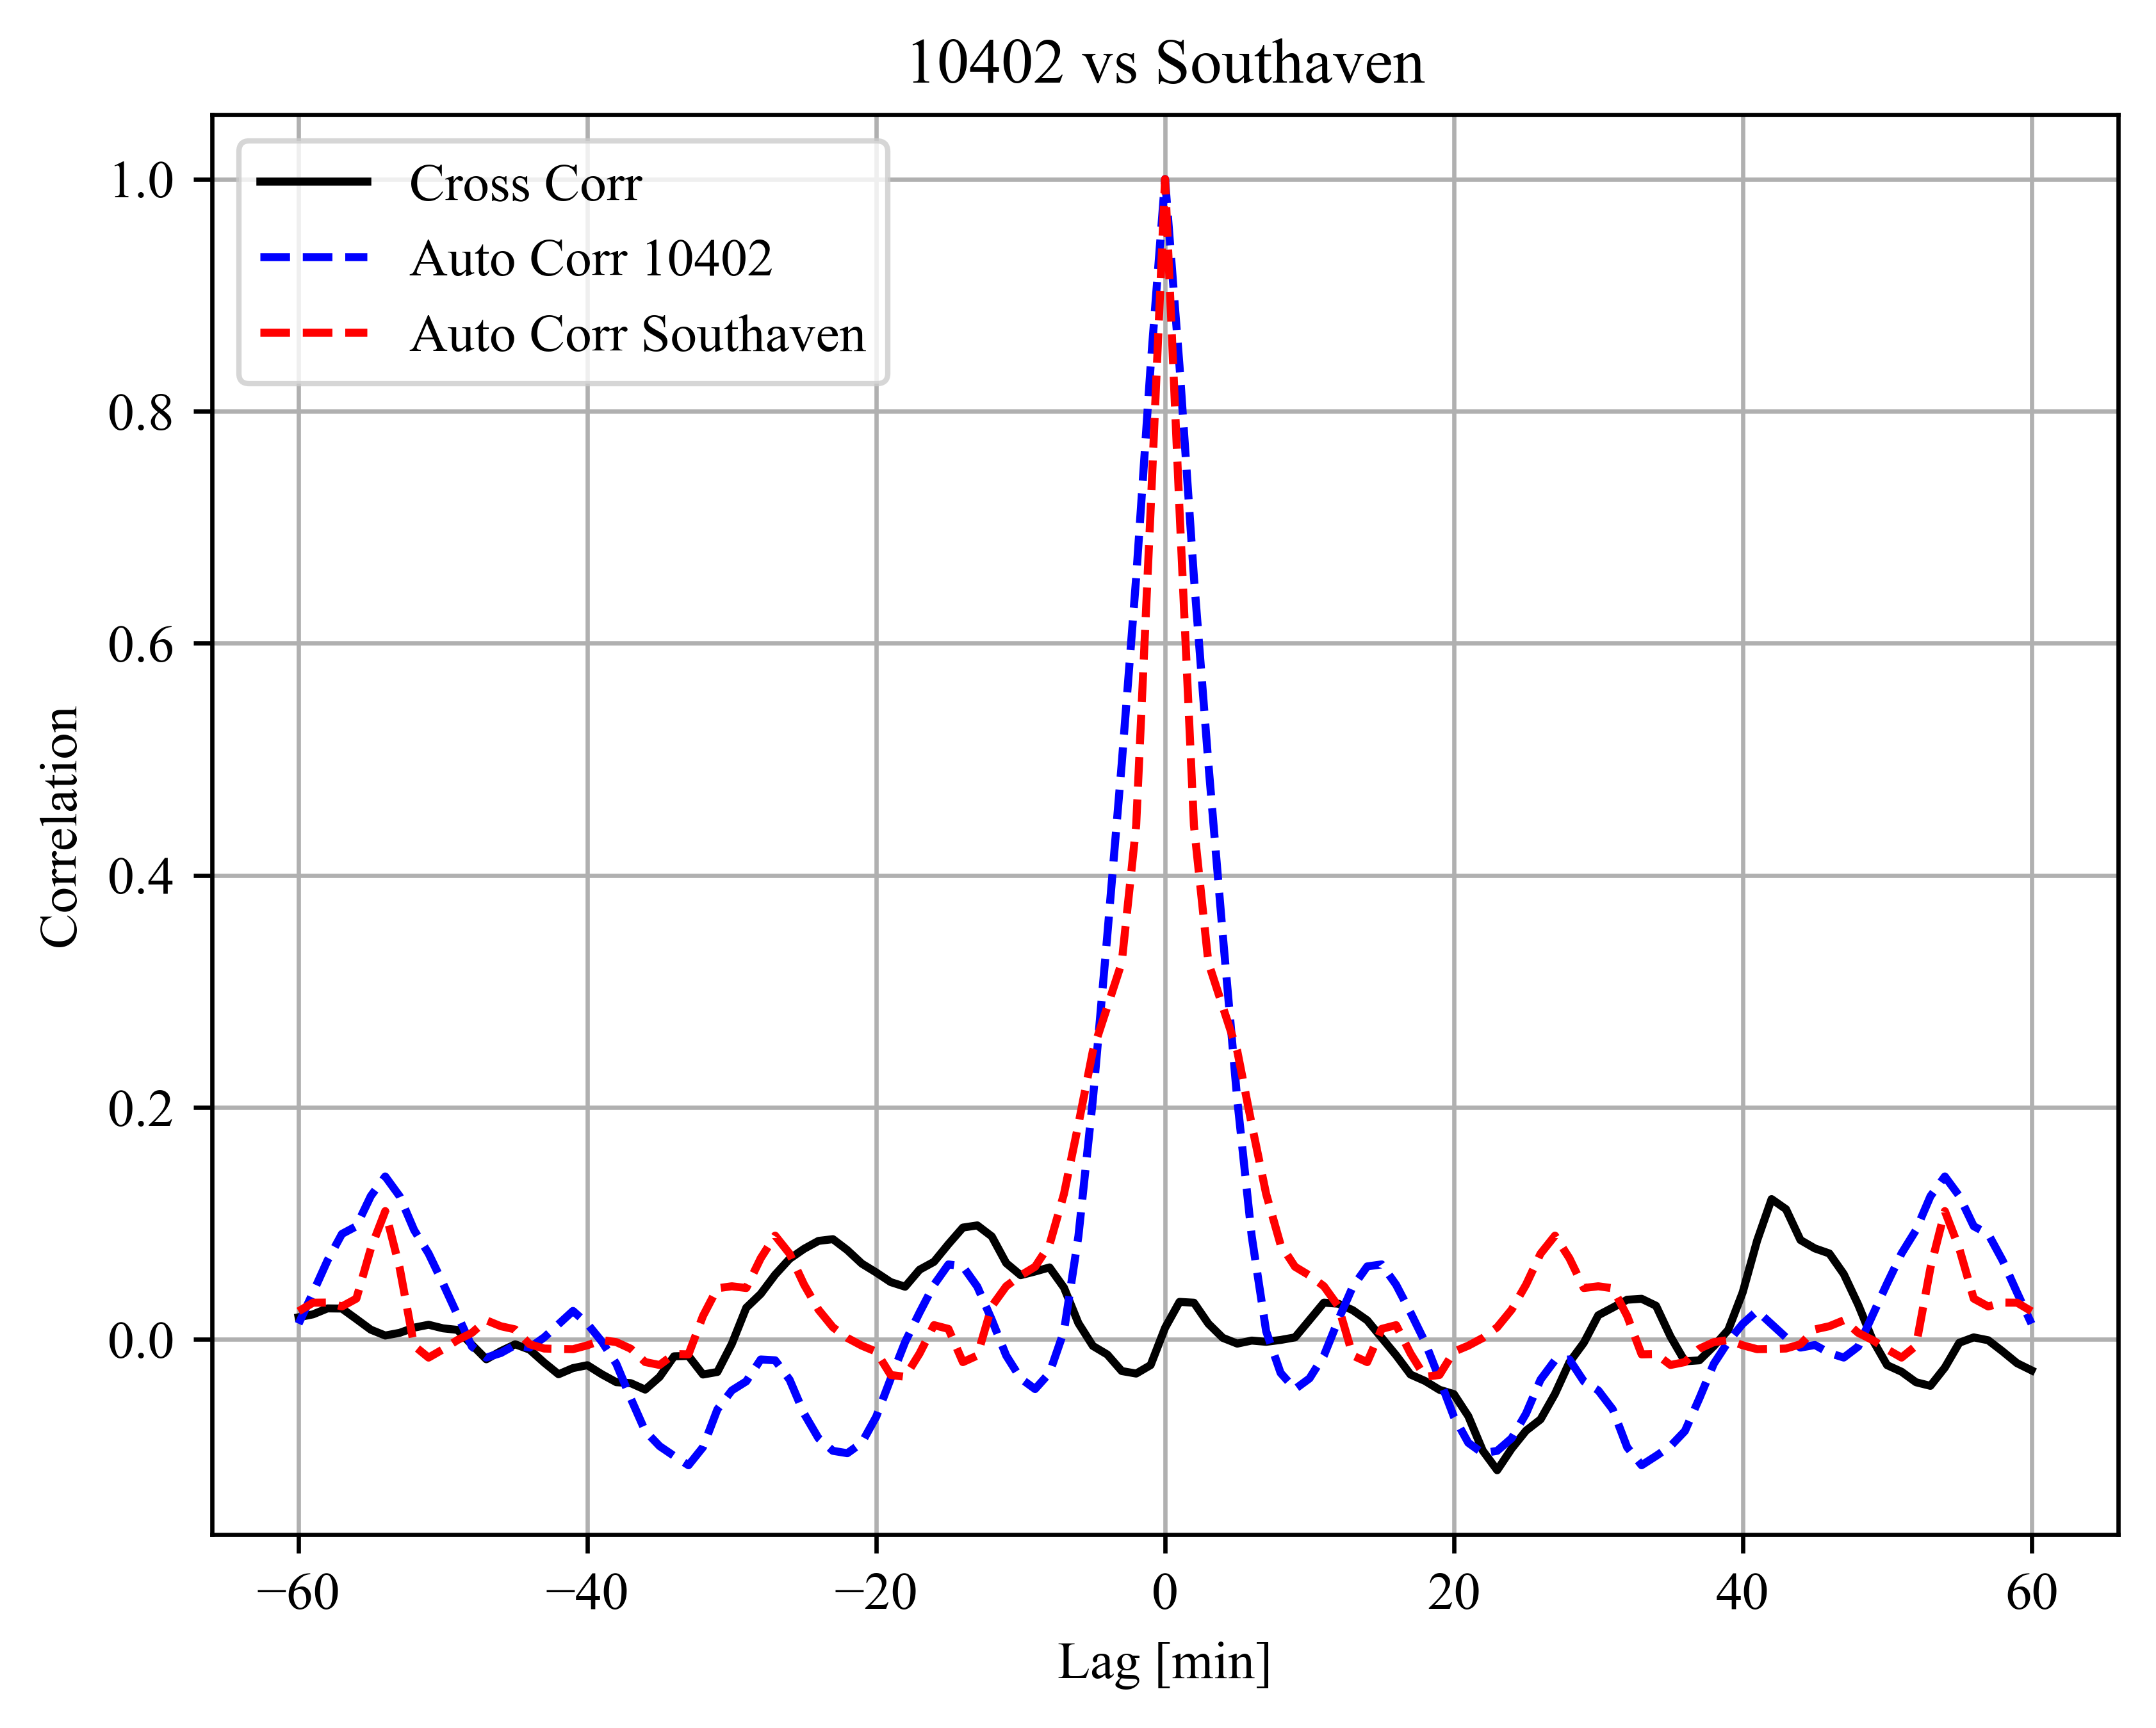 10402 vs Southaven
Cross Corr
Auto Corr 10402
Auto Corr Southaven
1.0
0.8
0.6
0.4
0.2
0.0
Correlation
−60
−40
−20
0
20
40
60
Lag [min]